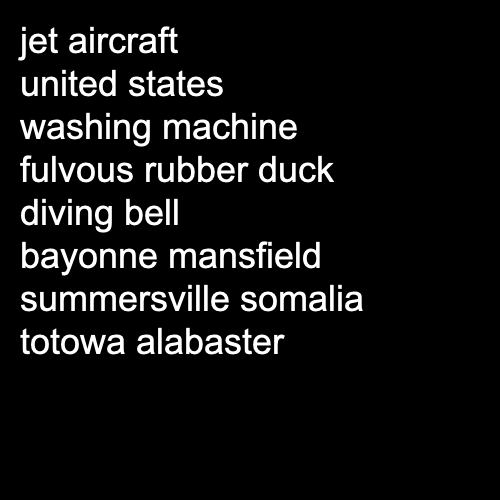 jet aircraft
united states
washing machine
fulvous rubber duck
diving bell
bayonne mansfield
summersville somalia
totowa alabaster